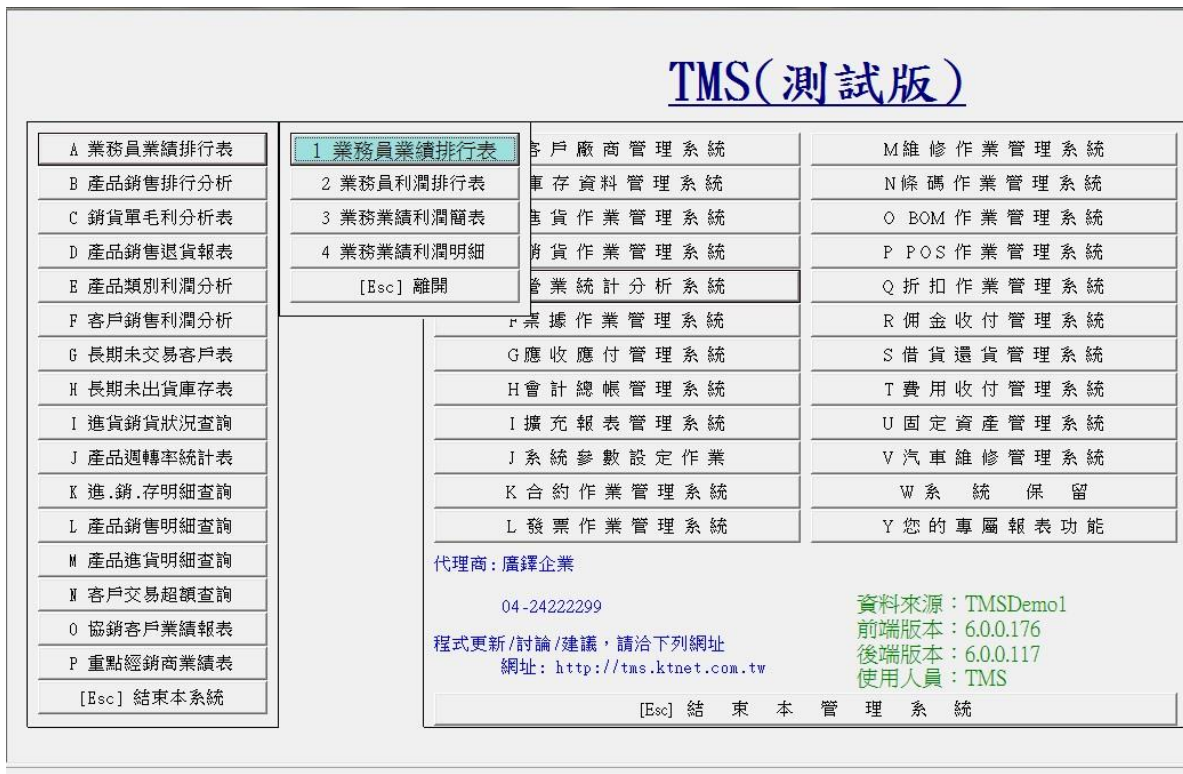 TMS(測試版)
A 業務員業績排行表
B 產品銷售排行分析
C 銷貨單毛利分析表
D 產品銷售退貨報表
E 產品類別利潤分析
F 客戶銷售利潤分析
G 長期未交易客戶表
H 長期未出貨庫存表
I 進貨銷貨狀況查詢
J 產品週轉率統計表
K 進.銷.存明細查詢
L 產品銷售明細查詢
M 產品進貨明細查詢
N 客戶交易超額查詢
O 協銷客戶業績報表
P 重點經銷商業績表
[Esc] 結束本系統
1 業務員業績排行表
2 業務員利潤排行表
3 業務業績利潤簡表
4 業務業績利潤明細
[Esc] 離開
客戶廠商管理系統
庫存資料管理系統
進貨作業管理系統
銷貨作業管理系統
營業統計分析系統
F票據作業管理系統
G應收應付管理系統
H會計總帳管理系統
I擴充報表管理系統
J系統參數設定作業
K合約作業管理系統
L發票作業管理系統
M維修作業管理系統
N條碼作業管理系統
O BOM作業管理系統
P POS作業管理系統
Q折扣作業管理系統
R佣金收付管理系統
S借貨還貨管理系統
T費用收付管理系統
U固定資產管理系統
V汽車維修管理系統
W系統保留
Y您的專屬報表功能
代理商:廣鐸企業
04-24222299
程式更新/討論/建議，請洽下列網址
網址: http://tms.ktnet.com.tw
資料來源：TMSDemo1
前端版本：6.0.0.176
後端版本：6.0.0.117
使用人員：TMS
[Esc] 結束本管理系統